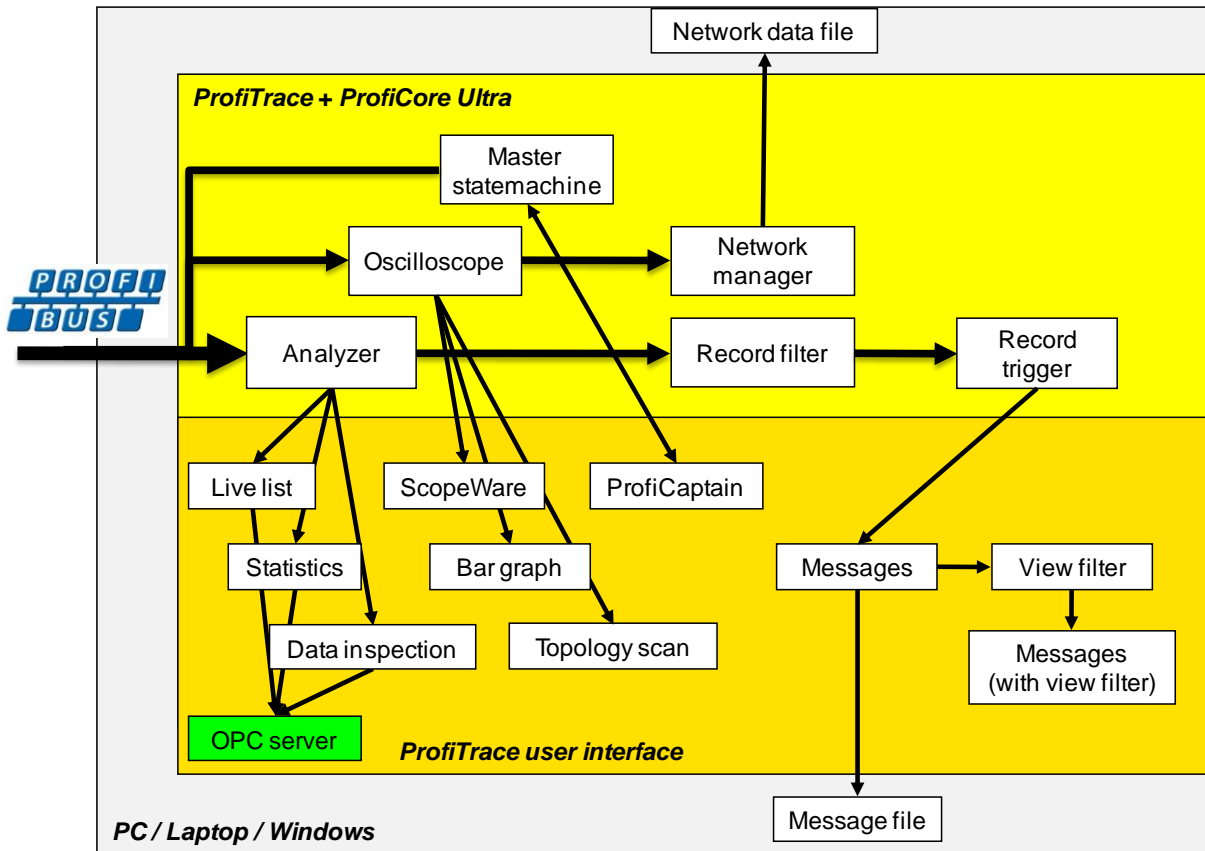 Network data file
ProfiTrace + ProfiCore Ultra
Master
statemachine
Oscilloscope
Network
manager
PROFI
BUS
Analyzer
Record filter
Record
trigger
Live list
ScopeWare
ProfiCaptain
Statistics
Bar graph
Messages
View filter
Data inspection
Topology scan
Messages
(with view filter)
OPC server
ProfiTrace user interface
Message file
PC / Laptop / Windows